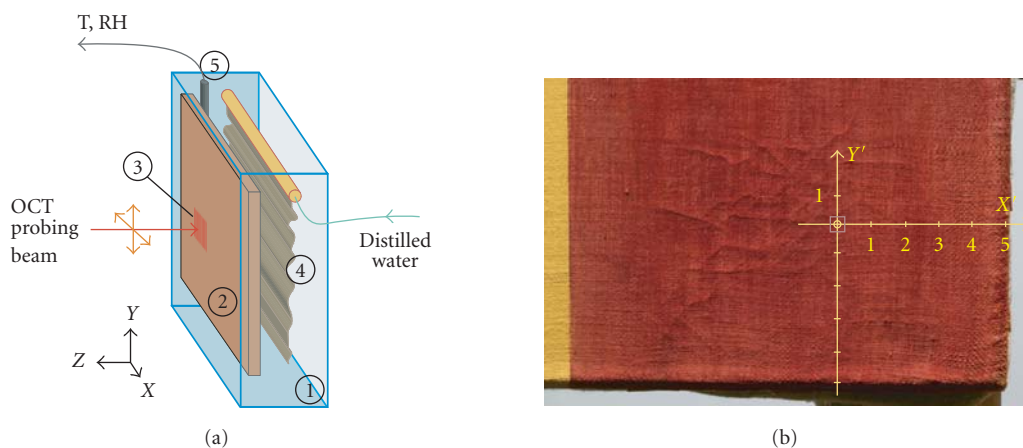 T, RH
5
3
OCT
probing
beam
Distilled
water
4
2
Y
Z
X
1
(a)
Y′
1
X′
1 2 3 4 5
(b)